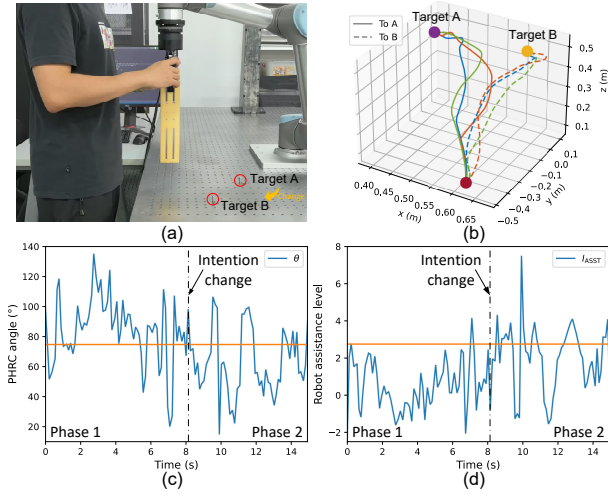 Target A
Target B
(a)
Target A
Target B
To A
To B
0.5
0.4
0.3
0.2
0.1
z (m)
0.1
0.0
-0.1
-0.2
-0.3
-0.4
-0.5
y (m)
0.40
0.45
0.50
0.55
0.60
0.65
x (m)
(b)
140
120
100
80
60
40
20
PHRC angle (°)
θ
Intention
change
Phase 1
Phase 2
0 2 4 6 8 10 12 14
Time (s)
(c)
8
6
4
2
0
−2
Robot assistance level
I_ASST
Intention
change
Phase 1
Phase 2
0 2 4 6 8 10 12 14
Time (s)
(d)